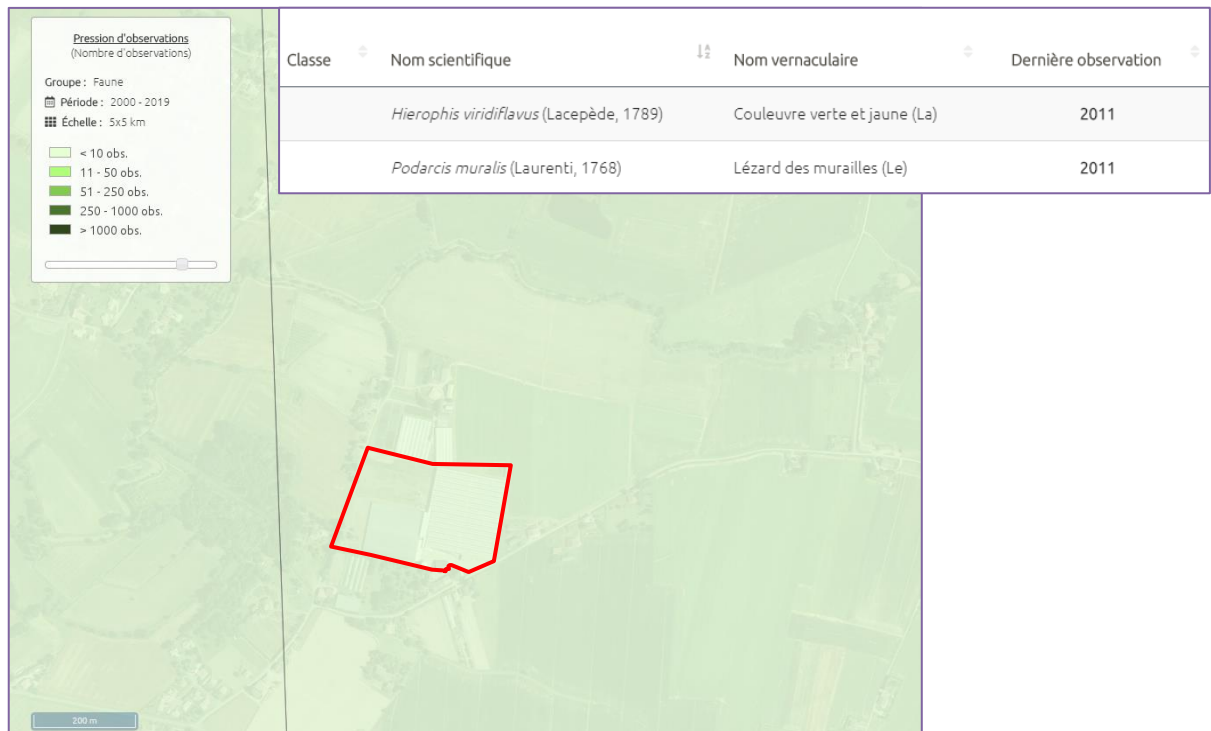 Pression d'observations
(Nombre d'observations)
Groupe : Faune
Période : 2000 - 2019
Échelle : 5x5 km
< 10 obs.
11 - 50 obs.
51 - 250 obs.
250 - 1000 obs.
> 1000 obs.
Classe Nom scientifique Nom vernaculaire Dernière observation
Hierophis viridiflavus (Lacepède, 1789) Couleuvre verte et jaune (La) 2011
Podarcis muralis (Laurenti, 1768) Lézard des murailles (Le) 2011
200 m